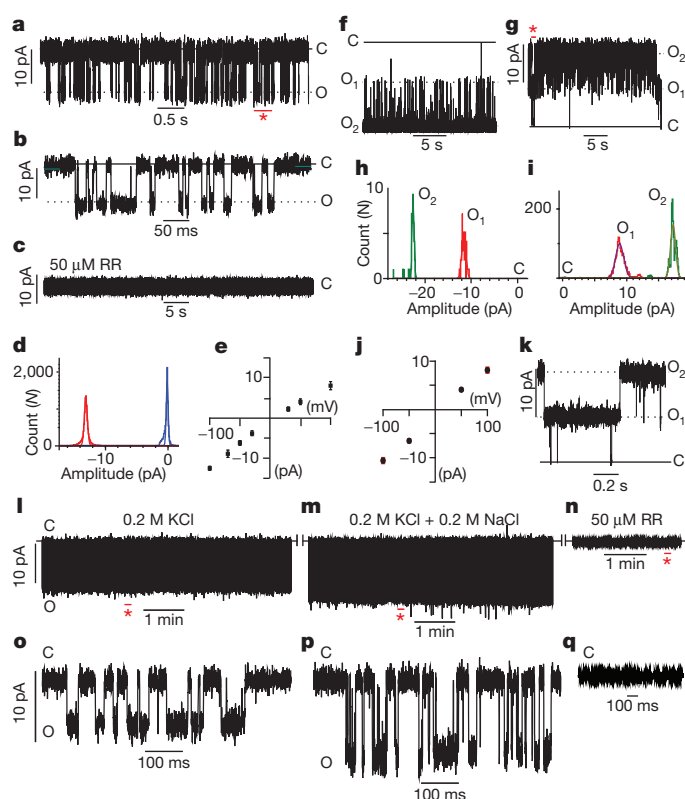 a
10 pA
C
O
0.5 s
*
b
10 pA
C
O
50 ms
c
50 μM RR
10 pA
C
5 s
d
2,000
0
Count (N)
−10
0
Amplitude (pA)
e
10
(mV)
−100
−10
(pA)
f
C
O1
O2
5 s
g
*
10 pA
O2
O1
C
5 s
h
10
5
0
Count (N)
O2
O1
C
−20
−10
0
Amplitude (pA)
i
200
O1
O2
C
0
10
Amplitude (pA)
j
10
(mV)
−100
100
−10
(pA)
k
10 pA
O2
O1
C
0.2 s
l
C
0.2 M KCl
10 pA
O
*
1 min
m
0.2 M KCl + 0.2 M NaCl
*
1 min
n
50 μM RR
1 min
*
o
C
10 pA
O
100 ms
p
C
O
100 ms
q
C
100 ms